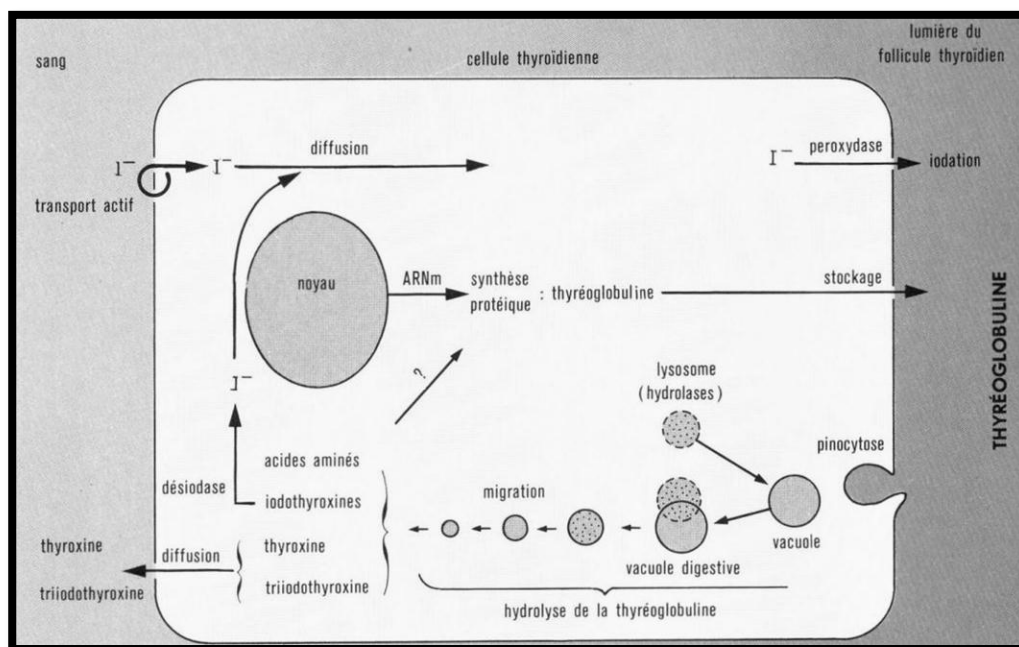 sang
cellule thyroïdienne
lumière du
follicule thyroïdien
I⁻
transport actif
I⁻
diffusion
I⁻
peroxydase
iodation
noyau
ARNm
synthèse
protéique : thyréoglobuline
stockage
THYRÉOGLOBULINE
I⁻
?
lysosome
(hydrolases)
pinocytose
désiodase
acides aminés
iodothyroxines
migration
vacuole
vacuole digestive
thyroxine
triiodothyroxine
diffusion
thyroxine
triiodothyroxine
hydrolyse de la thyréoglobuline